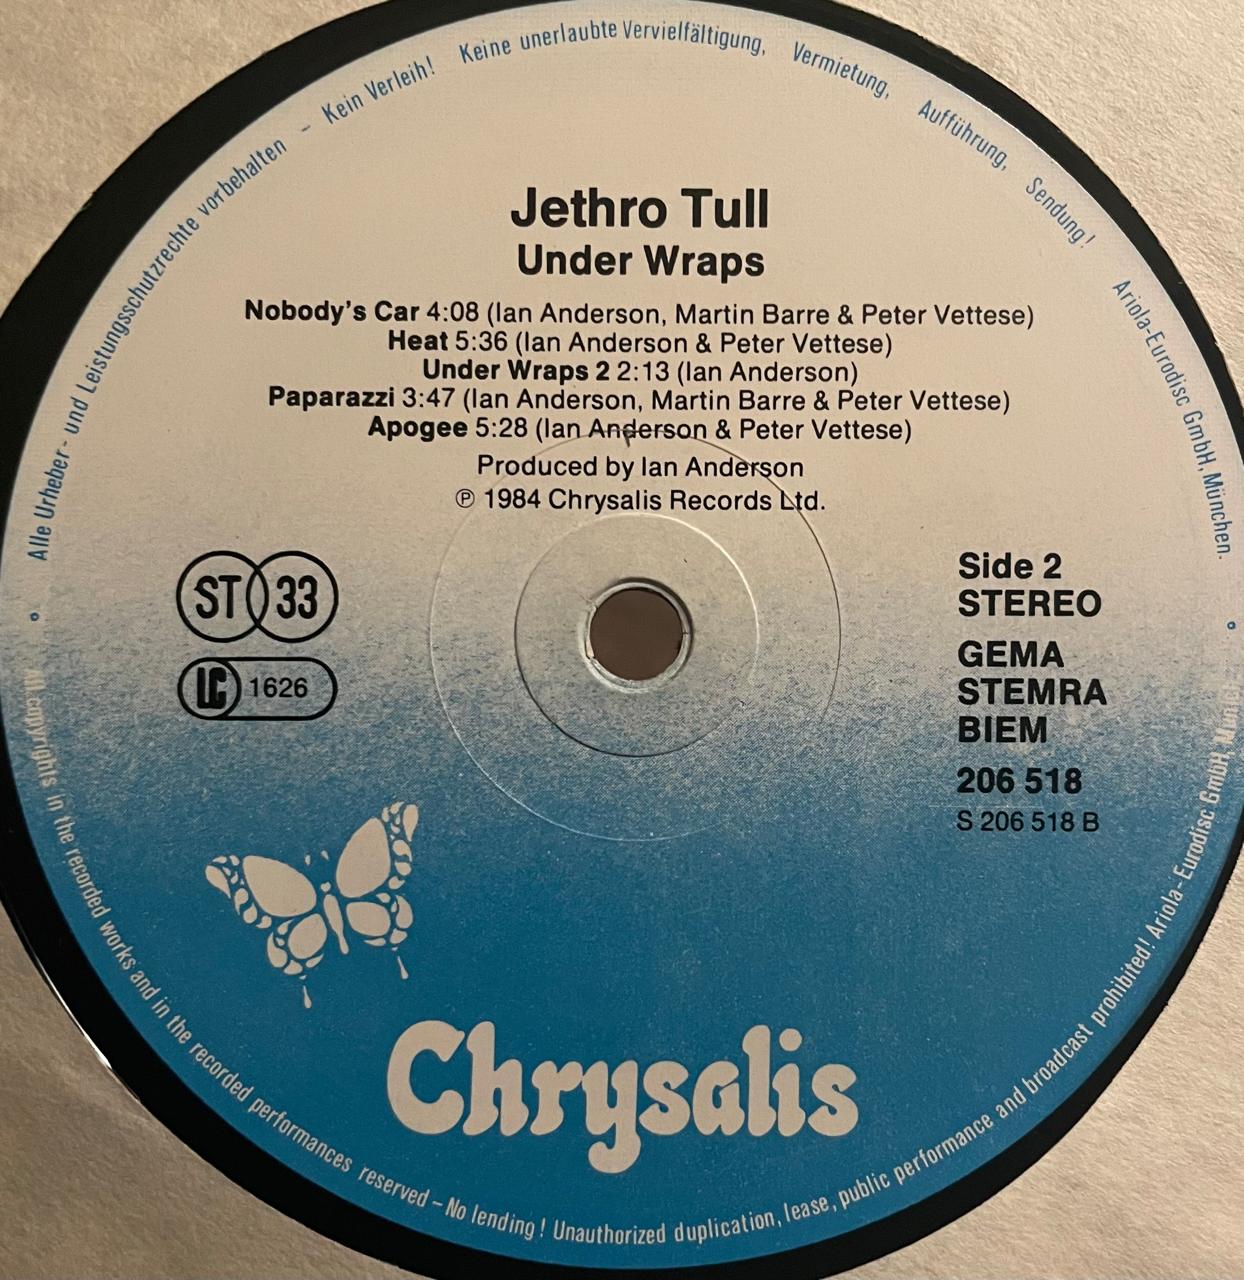 Alle Urheber- und Leistungsschutzrechte vorbehalten – Kein Verleih! Keine unerlaubte Vervielfältigung, Vermietung, Aufführung, Sendung! Ariola-Eurodisc GmbH, München.
Jethro Tull
Under Wraps
Nobody's Car 4:08 (Ian Anderson, Martin Barre & Peter Vettese)
Heat 5:36 (Ian Anderson & Peter Vettese)
Under Wraps 2 2:13 (Ian Anderson)
Paparazzi 3:47 (Ian Anderson, Martin Barre & Peter Vettese)
Apogee 5:28 (Ian Anderson & Peter Vettese)
Produced by Ian Anderson
℗ 1984 Chrysalis Records Ltd.
ST 33
LC 1626
Side 2
STEREO
GEMA
STEMRA
BIEM
206 518
S 206 518 B
Chrysalis
All copyrights in the recorded works and in the recorded performances reserved – No lending! Unauthorized duplication, lease, public performance and broadcast prohibited! Ariola-Eurodisc GmbH, Munich.